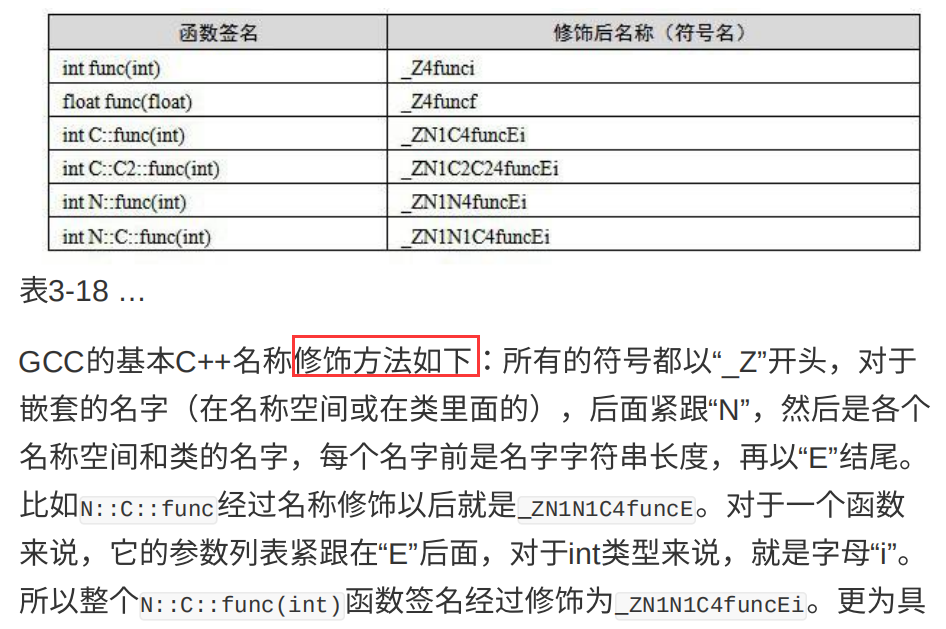 函数签名 修饰后名称（符号名）
int func(int) _Z4funci
float func(float) _Z4funcf
int C::func(int) _ZN1C4funcEi
int C::C2::func(int) _ZN1C2C24funcEi
int N::func(int) _ZN1N4funcEi
int N::C::func(int) _ZN1N1C4funcEi
表3-18 …
GCC的基本C++名称修饰方法如下：所有的符号都以“_Z”开头，对于
嵌套的名字（在名称空间或在类里面的），后面紧跟“N”，然后是各个
名称空间和类的名字，每个名字前是名字字符串长度，再以“E”结尾。
比如N::C::func经过名称修饰以后就是_ZN1N1C4funcE。对于一个函数
来说，它的参数列表紧跟在“E”后面，对于int类型来说，就是字母“i”。
所以整个N::C::func(int)函数签名经过修饰为_ZN1N1C4funcEi。更为具